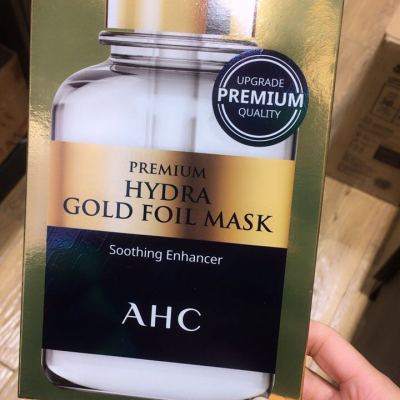 UPGRADE
PREMIUM
QUALITY
PREMIUM
HYDRA
GOLD FOIL MASK
Soothing Enhancer
AHC